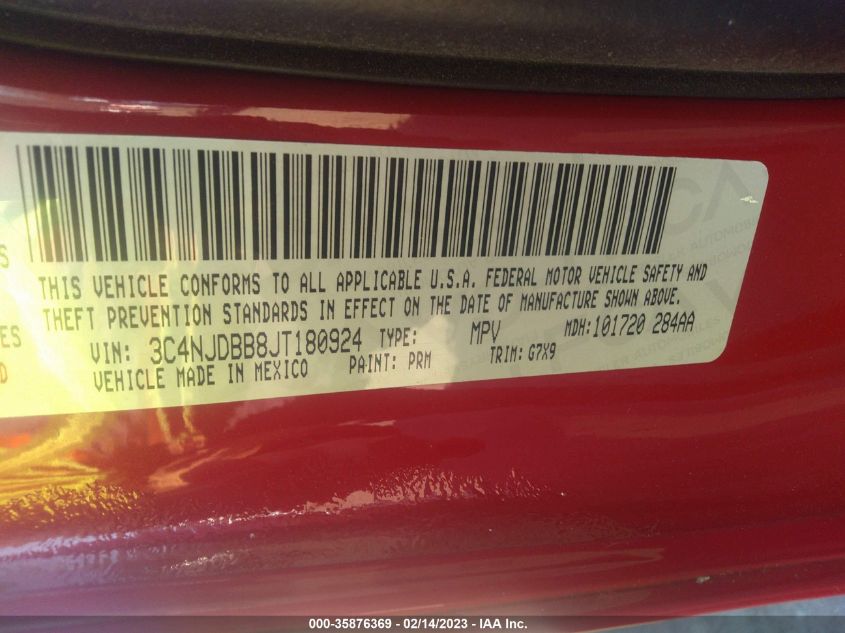 THIS VEHICLE CONFORMS TO ALL APPLICABLE U.S.A. FEDERAL MOTOR VEHICLE SAFETY AND
THEFT PREVENTION STANDARDS IN EFFECT ON THE DATE OF MANUFACTURE SHOWN ABOVE.
VIN: 3C4NJDBB8JT180924 TYPE: MPV MDH: 101720 284AA
VEHICLE MADE IN MEXICO PAINT: PRM TRIM: G7X9
000-35876369 - 02/14/2023 - IAA Inc.